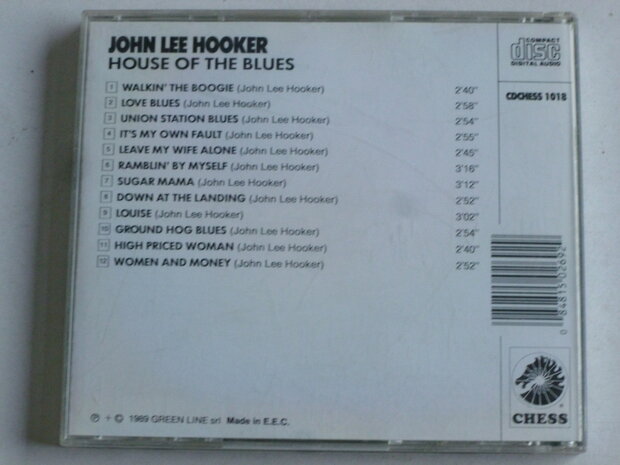 JOHN LEE HOOKER
HOUSE OF THE BLUES
COMPACT
disc
DIGITAL AUDIO
CDCHESS 1018
1 WALKIN' THE BOOGIE (John Lee Hooker) 2'40"
2 LOVE BLUES (John Lee Hooker) 2'58"
3 UNION STATION BLUES (John Lee Hooker) 2'54"
4 IT'S MY OWN FAULT (John Lee Hooker) 2'55"
5 LEAVE MY WIFE ALONE (John Lee Hooker) 2'45"
6 RAMBLIN' BY MYSELF (John Lee Hooker) 3'16"
7 SUGAR MAMA (John Lee Hooker) 3'12"
8 DOWN AT THE LANDING (John Lee Hooker) 2'52"
9 LOUISE (John Lee Hooker) 3'02"
10 GROUND HOG BLUES (John Lee Hooker) 2'54"
11 HIGH PRICED WOMAN (John Lee Hooker) 2'40"
12 WOMEN AND MONEY (John Lee Hooker) 2'52"
0 84815 02692
CHESS
℗ + © 1989 GREEN LINE srl Made in E.E.C.